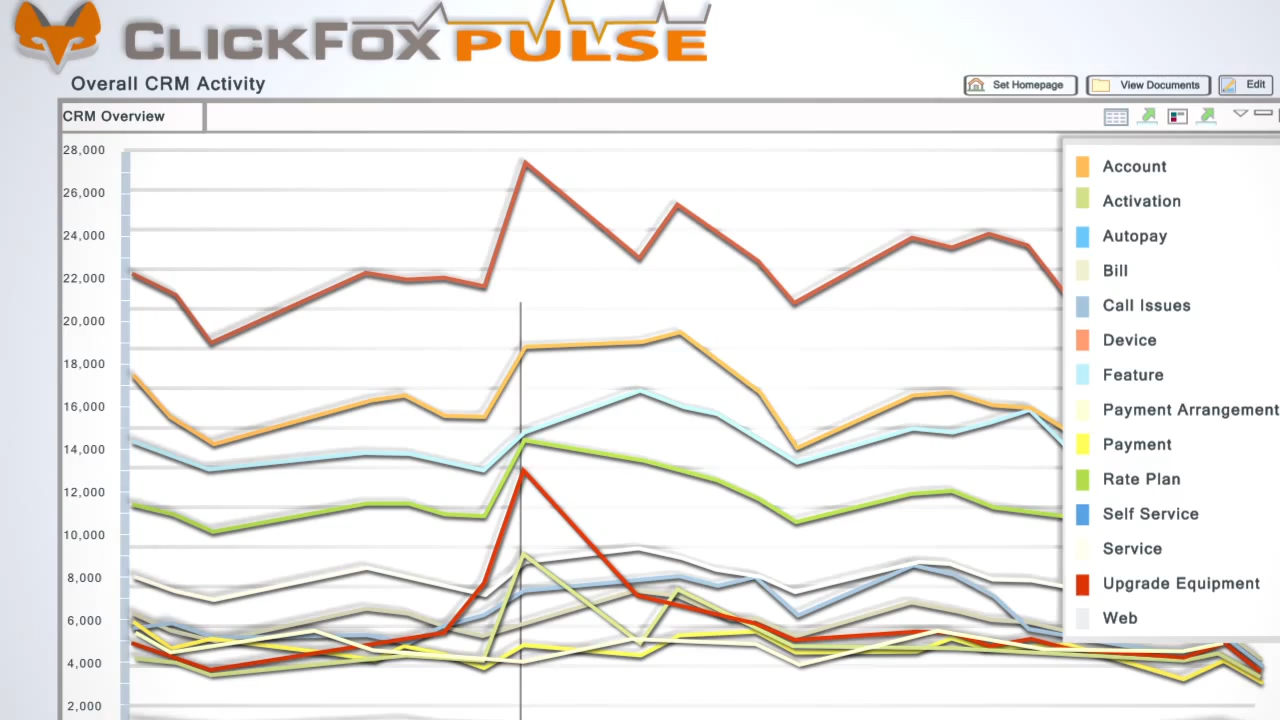 CLICKFOX PULSE
Overall CRM Activity
Set Homepage
View Documents
Edit
CRM Overview
28,000
26,000
24,000
22,000
20,000
18,000
16,000
14,000
12,000
10,000
8,000
6,000
4,000
2,000
Account
Activation
Autopay
Bill
Call Issues
Device
Feature
Payment Arrangement
Payment
Rate Plan
Self Service
Service
Upgrade Equipment
Web